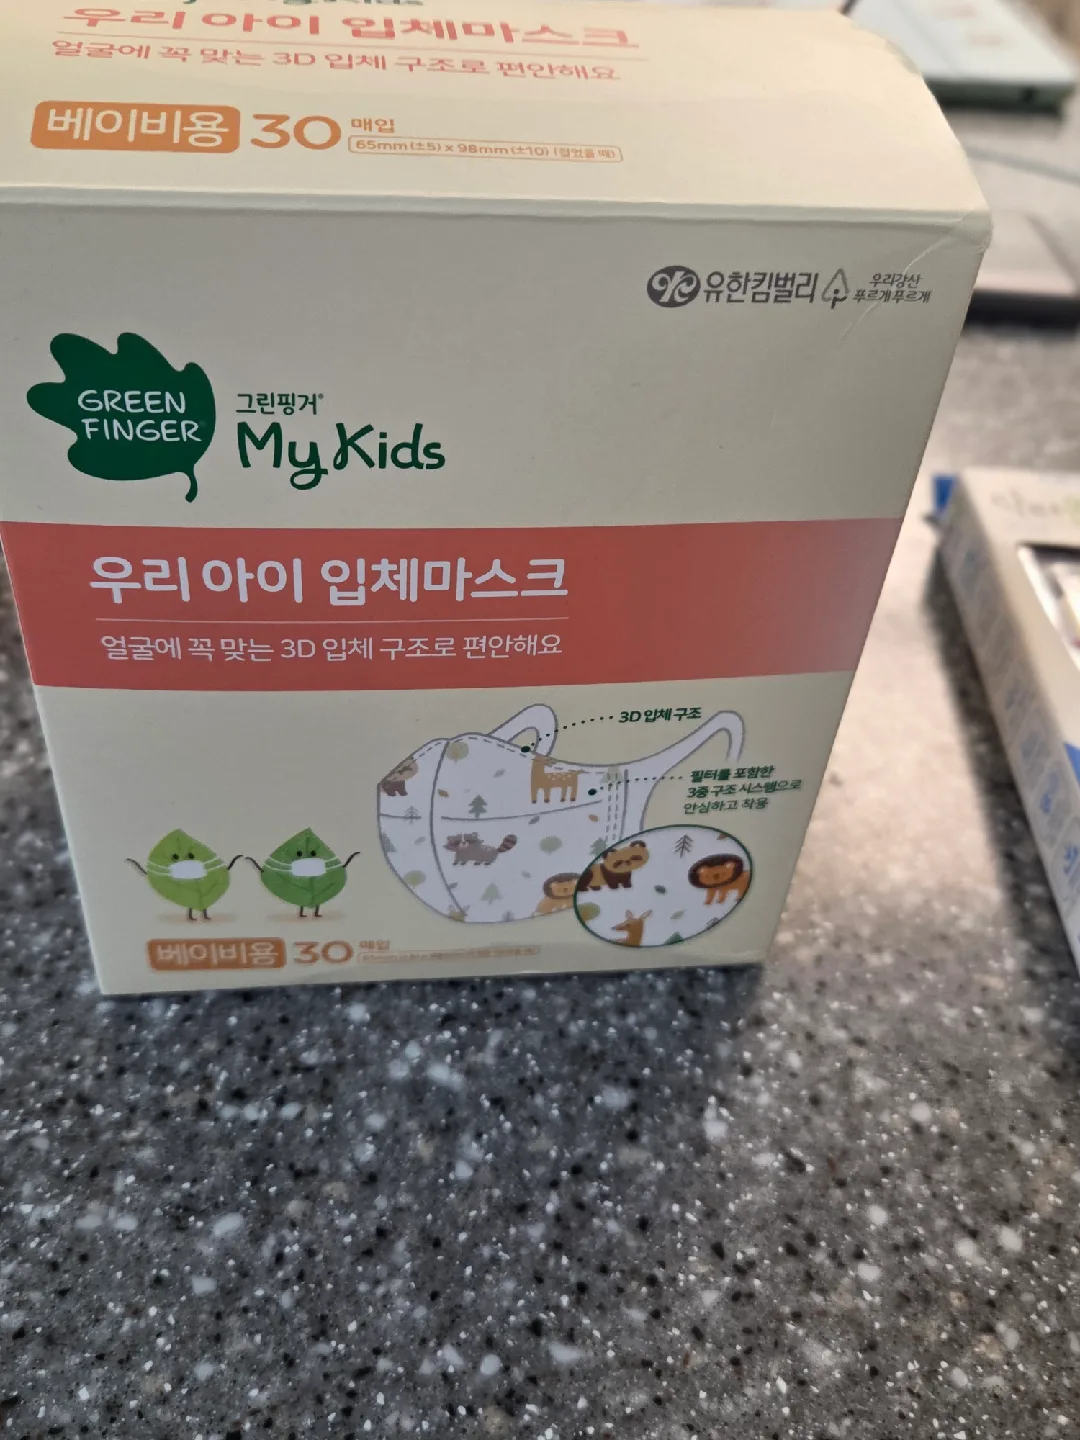 우리 아이 입체마스크
얼굴에 꼭 맞는 3D 입체 구조로 편안해요
베이비용 30 매입
65mm(±5) x 98mm(±10) (접었을 때)
유한킴벌리
우리강산
푸르게푸르게
GREEN
FINGER
그린핑거®
My Kids
우리 아이 입체마스크
얼굴에 꼭 맞는 3D 입체 구조로 편안해요
3D 입체 구조
필터를 포함한
3중 구조 시스템으로
안심하고 착용
베이비용 30 매입